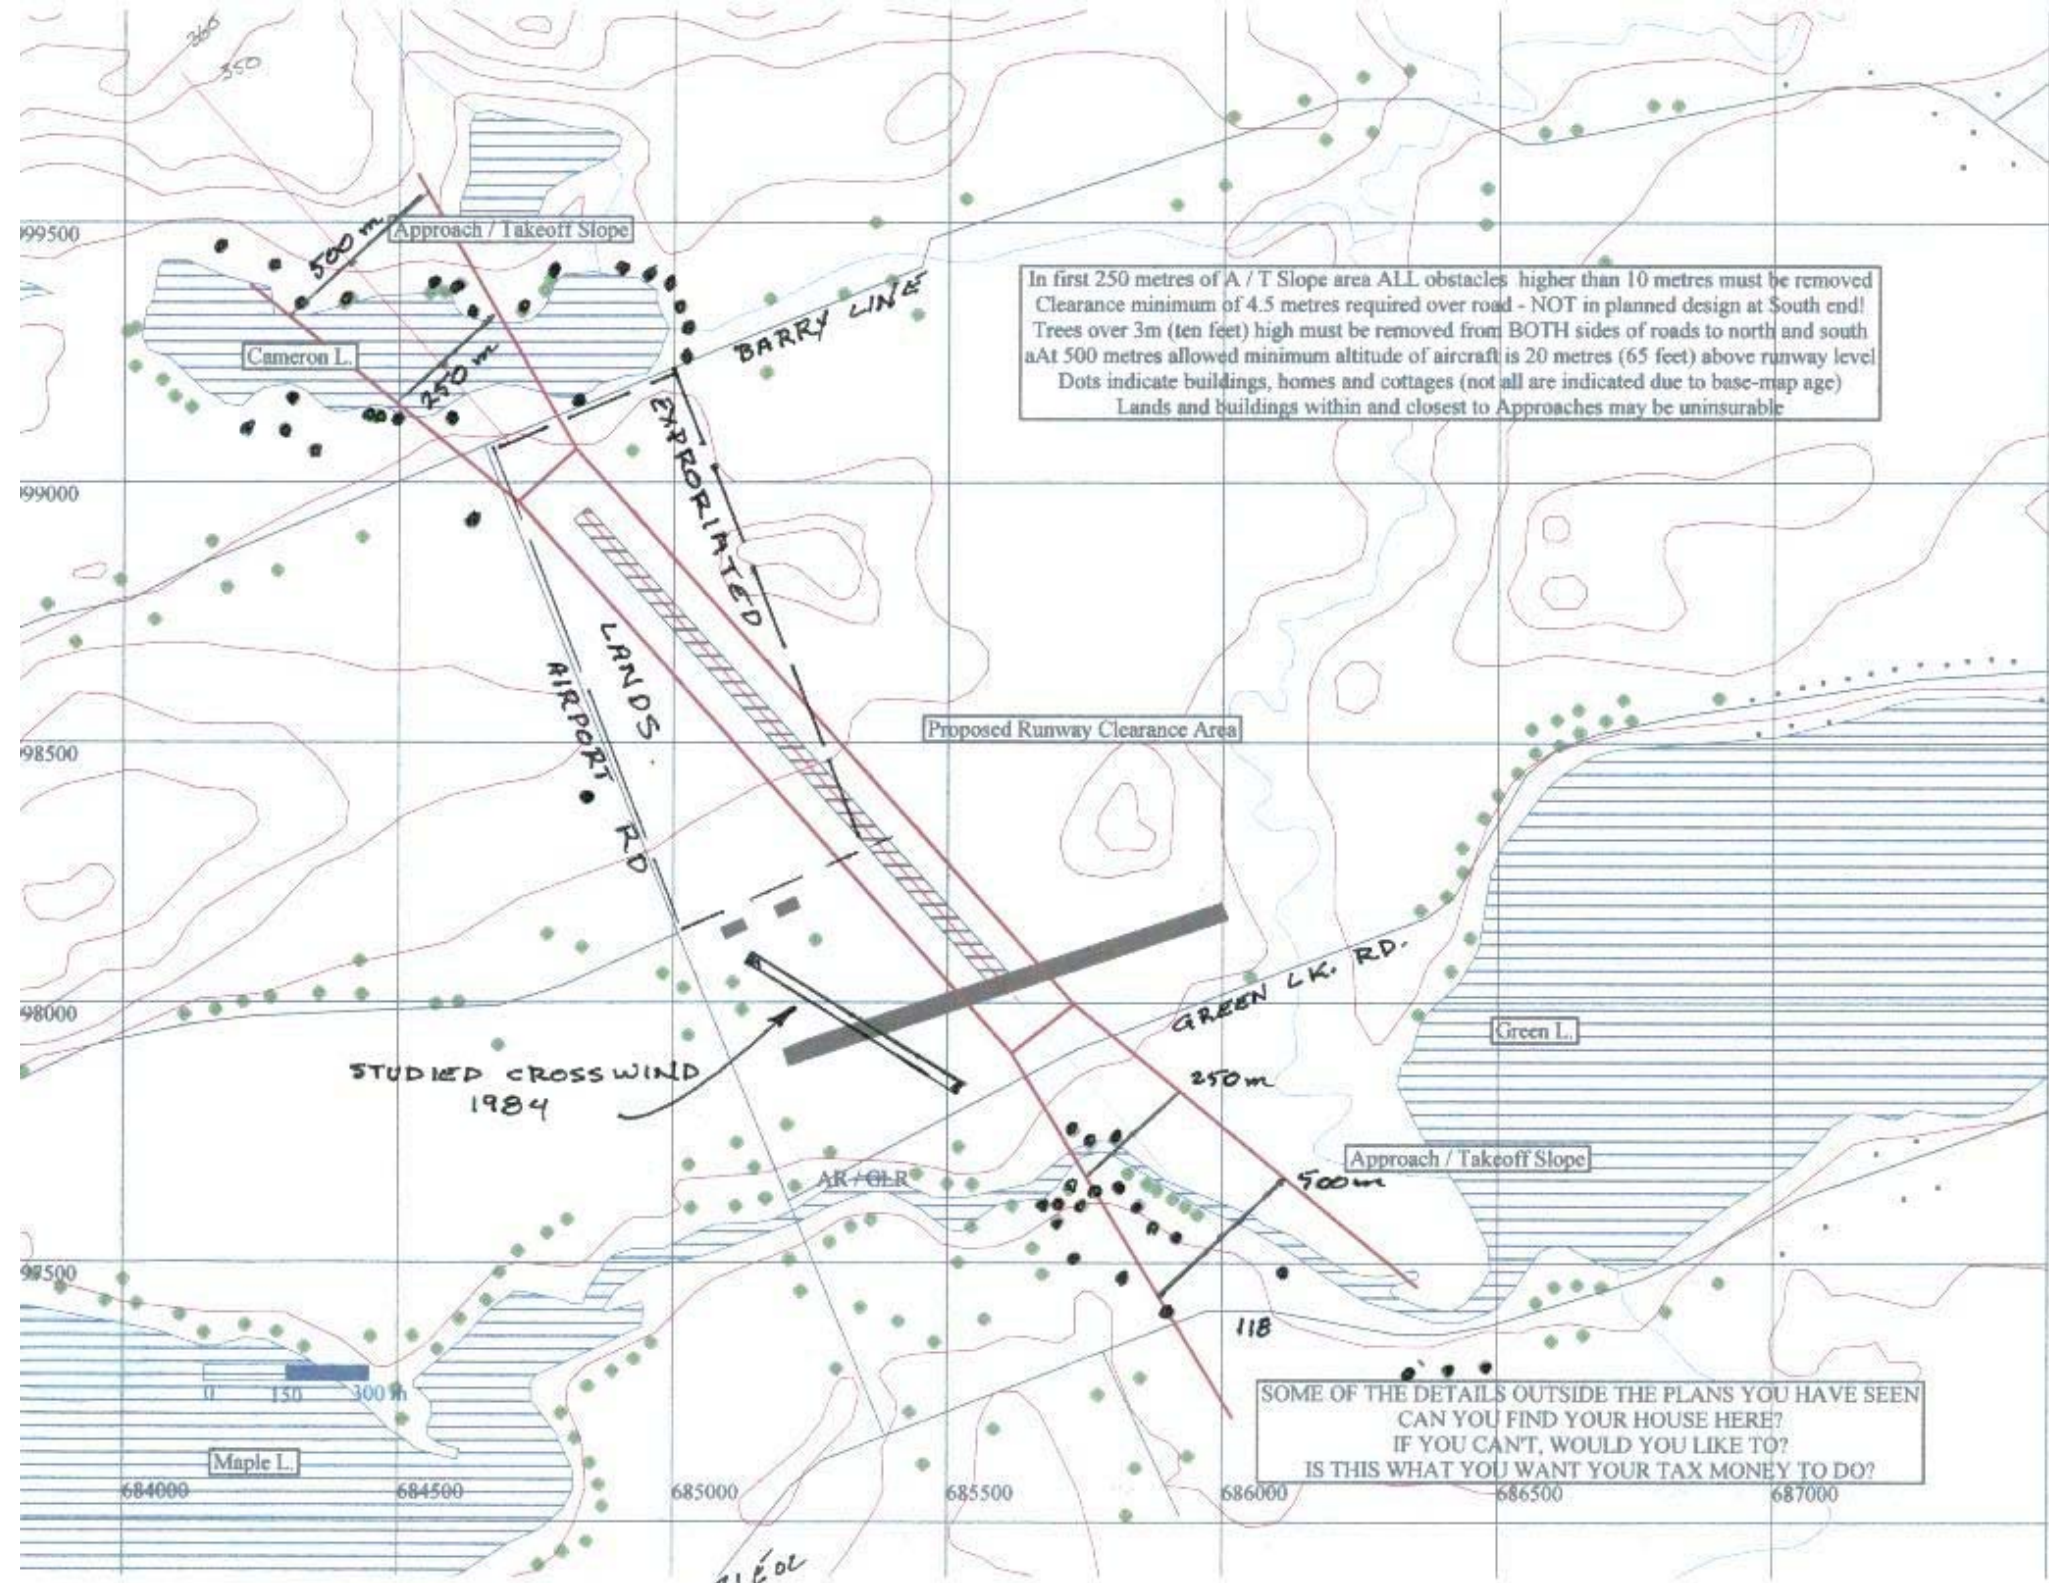 360
350
500 m
Approach / Takeoff Slope
99500
In first 250 metres of A / T Slope area ALL obstacles higher than 10 metres must be removed
Clearance minimum of 4.5 metres required over road - NOT in planned design at South end!
Trees over 3m (ten feet) high must be removed from BOTH sides of roads to north and south
aAt 500 metres allowed minimum altitude of aircraft is 20 metres (65 feet) above runway level
Dots indicate buildings, homes and cottages (not all are indicated due to base-map age)
Lands and buildings within and closest to Approaches may be uninsurable
BARRY LINE
Cameron L.
250 m
EXPRORIATED
99000
LANDS
AIRPORT RD
Proposed Runway Clearance Area
98500
GREEN LK. RD.
98000
Green L.
STUDIED CROSSWIND
1984
250m
Approach / Takeoff Slope
AR / GLR
500m
97500
118
0 150 300 m
SOME OF THE DETAILS OUTSIDE THE PLANS YOU HAVE SEEN
CAN YOU FIND YOUR HOUSE HERE?
IF YOU CAN'T, WOULD YOU LIKE TO?
IS THIS WHAT YOU WANT YOUR TAX MONEY TO DO?
Maple L.
684000 684500 685000 685500 686000 686500 687000